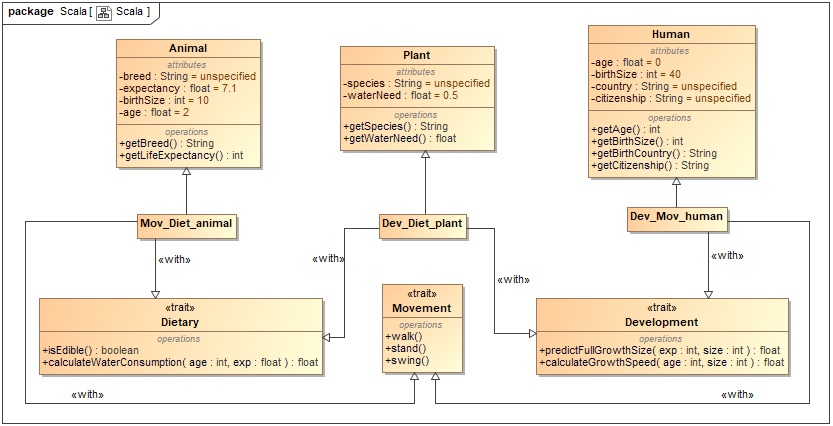 package Scala [ Scala ]
Animal
attributes
-breed : String = unspecified
-expectancy : float = 7.1
-birthSize : int = 10
-age : float = 2
operations
+getBreed() : String
+getLifeExpectancy() : int
Plant
attributes
-species : String = unspecified
-waterNeed : float = 0.5
operations
+getSpecies() : String
+getWaterNeed() : float
Human
attributes
-age : float = 0
-birthSize : int = 40
-country : String = unspecified
-citizenship : String = unspecified
operations
+getAge() : int
+getBirthSize() : int
+getBirthCountry() : String
+getCitizenship() : String
Mov_Diet_animal
Dev_Diet_plant
Dev_Mov_human
«with»
«with»
«with»
«with»
«trait»
Dietary
operations
+isEdible() : boolean
+calculateWaterConsumption( age : int, exp : float ) : float
«trait»
Movement
operations
+walk()
+stand()
+swing()
«trait»
Development
operations
+predictFullGrowthSize( exp : int, size : int ) : float
+calculateGrowthSpeed( age : int, size : int ) : float
«with»
«with»